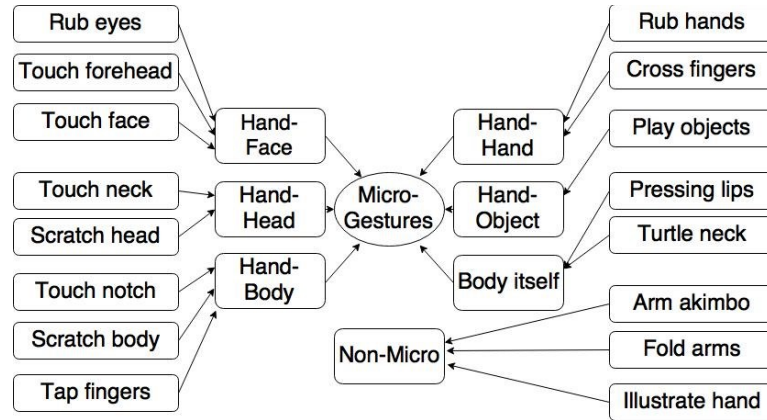 Rub eyes
Touch forehead
Touch face
Touch neck
Scratch head
Touch notch
Scratch body
Tap fingers
Hand-
Face
Hand-
Head
Hand-
Body
Micro-
Gestures
Hand-
Hand
Hand-
Object
Body itself
Non-Micro
Rub hands
Cross fingers
Play objects
Pressing lips
Turtle neck
Arm akimbo
Fold arms
Illustrate hand